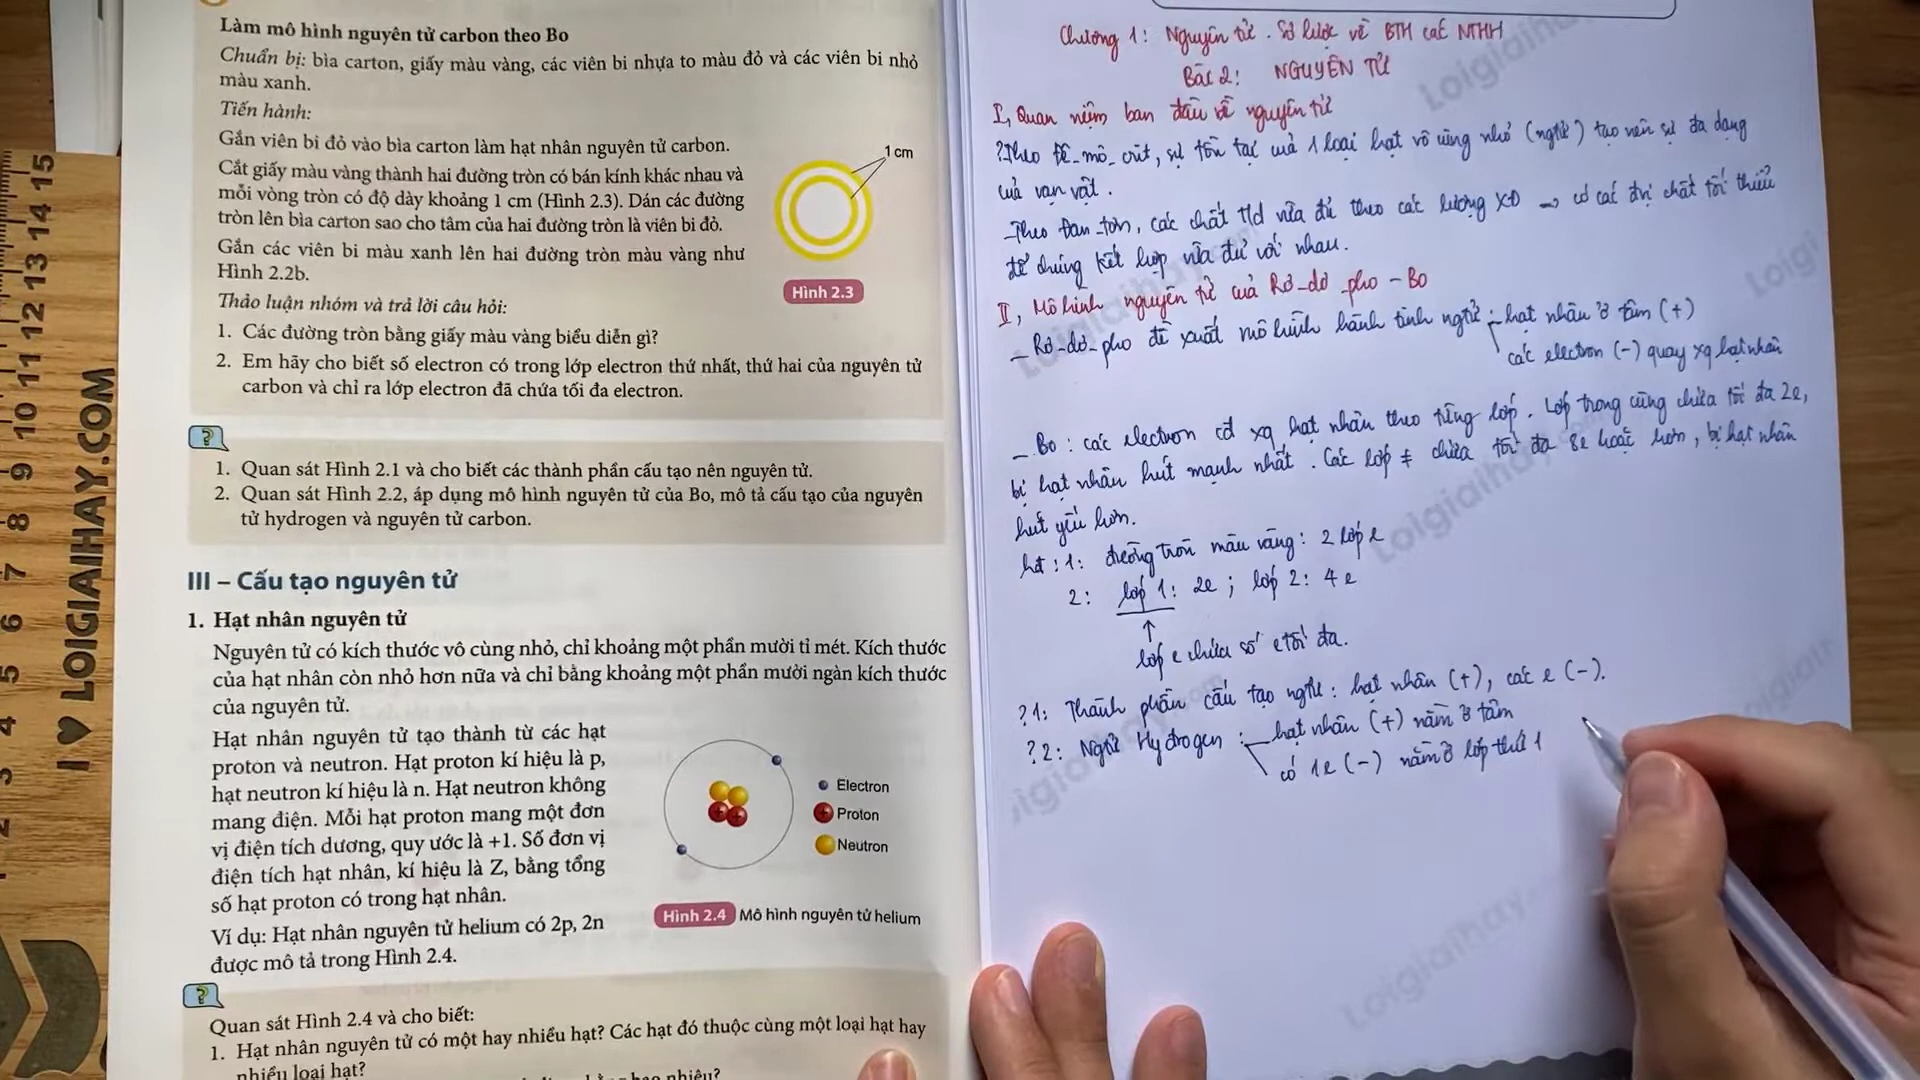 Làm mô hình nguyên tử carbon theo Bo
Chuẩn bị: bìa carton, giấy màu vàng, các viên bi nhựa to màu đỏ và các viên bi nhỏ
màu xanh.
Tiến hành:
Gắn viên bi đỏ vào bìa carton làm hạt nhân nguyên tử carbon.
Cắt giấy màu vàng thành hai đường tròn có bán kính khác nhau và
mỗi vòng tròn có độ dày khoảng 1 cm (Hình 2.3). Dán các đường
tròn lên bìa carton sao cho tâm của hai đường tròn là viên bi đỏ.
Gắn các viên bi màu xanh lên hai đường tròn màu vàng như
Hình 2.2b.
1 cm
Hình 2.3
Thảo luận nhóm và trả lời câu hỏi:
1. Các đường tròn bằng giấy màu vàng biểu diễn gì?
2. Em hãy cho biết số electron có trong lớp electron thứ nhất, thứ hai của nguyên tử
carbon và chỉ ra lớp electron đã chứa tối đa electron.
?
1. Quan sát Hình 2.1 và cho biết các thành phần cấu tạo nên nguyên tử.
2. Quan sát Hình 2.2, áp dụng mô hình nguyên tử của Bo, mô tả cấu tạo của nguyên
tử hydrogen và nguyên tử carbon.
III – Cấu tạo nguyên tử
1. Hạt nhân nguyên tử
Nguyên tử có kích thước vô cùng nhỏ, chỉ khoảng một phần mười tỉ mét. Kích thước
của hạt nhân còn nhỏ hơn nữa và chỉ bằng khoảng một phần mười ngàn kích thước
của nguyên tử.
Hạt nhân nguyên tử tạo thành từ các hạt
proton và neutron. Hạt proton kí hiệu là p,
hạt neutron kí hiệu là n. Hạt neutron không
mang điện. Mỗi hạt proton mang một đơn
vị điện tích dương, quy ước là +1. Số đơn vị
điện tích hạt nhân, kí hiệu là Z, bằng tổng
số hạt proton có trong hạt nhân.
Ví dụ: Hạt nhân nguyên tử helium có 2p, 2n
được mô tả trong Hình 2.4.
Electron
Proton
Neutron
Hình 2.4 Mô hình nguyên tử helium
?
Quan sát Hình 2.4 và cho biết:
1. Hạt nhân nguyên tử có một hay nhiều hạt? Các hạt đó thuộc cùng một loại hạt hay
nhiều loại hạt?
bao nhiêu?
15 14 13 12 11 10 9 8 7 6 5 4 3 2
I ♥ LOIGIAIHAY.COM
Chương 1: Nguyên tử. Sơ lược về BTH các NTHH
Bài 2: NGUYÊN TỬ
I, Quan niệm ban đầu về nguyên tử
? Theo Đê_mô_crit, sự tồn tại của 1 loại hạt vô cùng nhỏ (ngtử) tạo nên sự đa dạng
của vạn vật.
_Theo Đan_tơn, các chất t/d vừa đủ theo các lượng XĐ → có các đvị chất tối thiểu
để chúng kết hợp vừa đủ với nhau.
II, Mô hình nguyên tử của Rơ_dơ_pho - Bo
_ Rơ_dơ_pho đề xuất mô hình hành tinh ngtử: hạt nhân ở tâm (+)
các electron (-) quay xq hạt nhân
_ Bo: các electron cđ xq hạt nhân theo từng lớp. Lớp trong cùng chứa tối đa 2e,
bị hạt nhân hút mạnh nhất. Các lớp ≠ chứa tối đa 8e hoặc hơn, bị hạt nhân
hút yếu hơn.
hđ: 1: đường tròn màu vàng: 2 lớp e
2: lớp 1: 2e; lớp 2: 4e
↑
lớp e chứa số e tối đa.
?1: Thành phần cấu tạo ngtử: hạt nhân (+), các e (-).
?2: Ngtử Hydrogen: hạt nhân (+) nằm ở tâm
có 1e (-) nằm ở lớp thứ 1
Loigiaihay.com